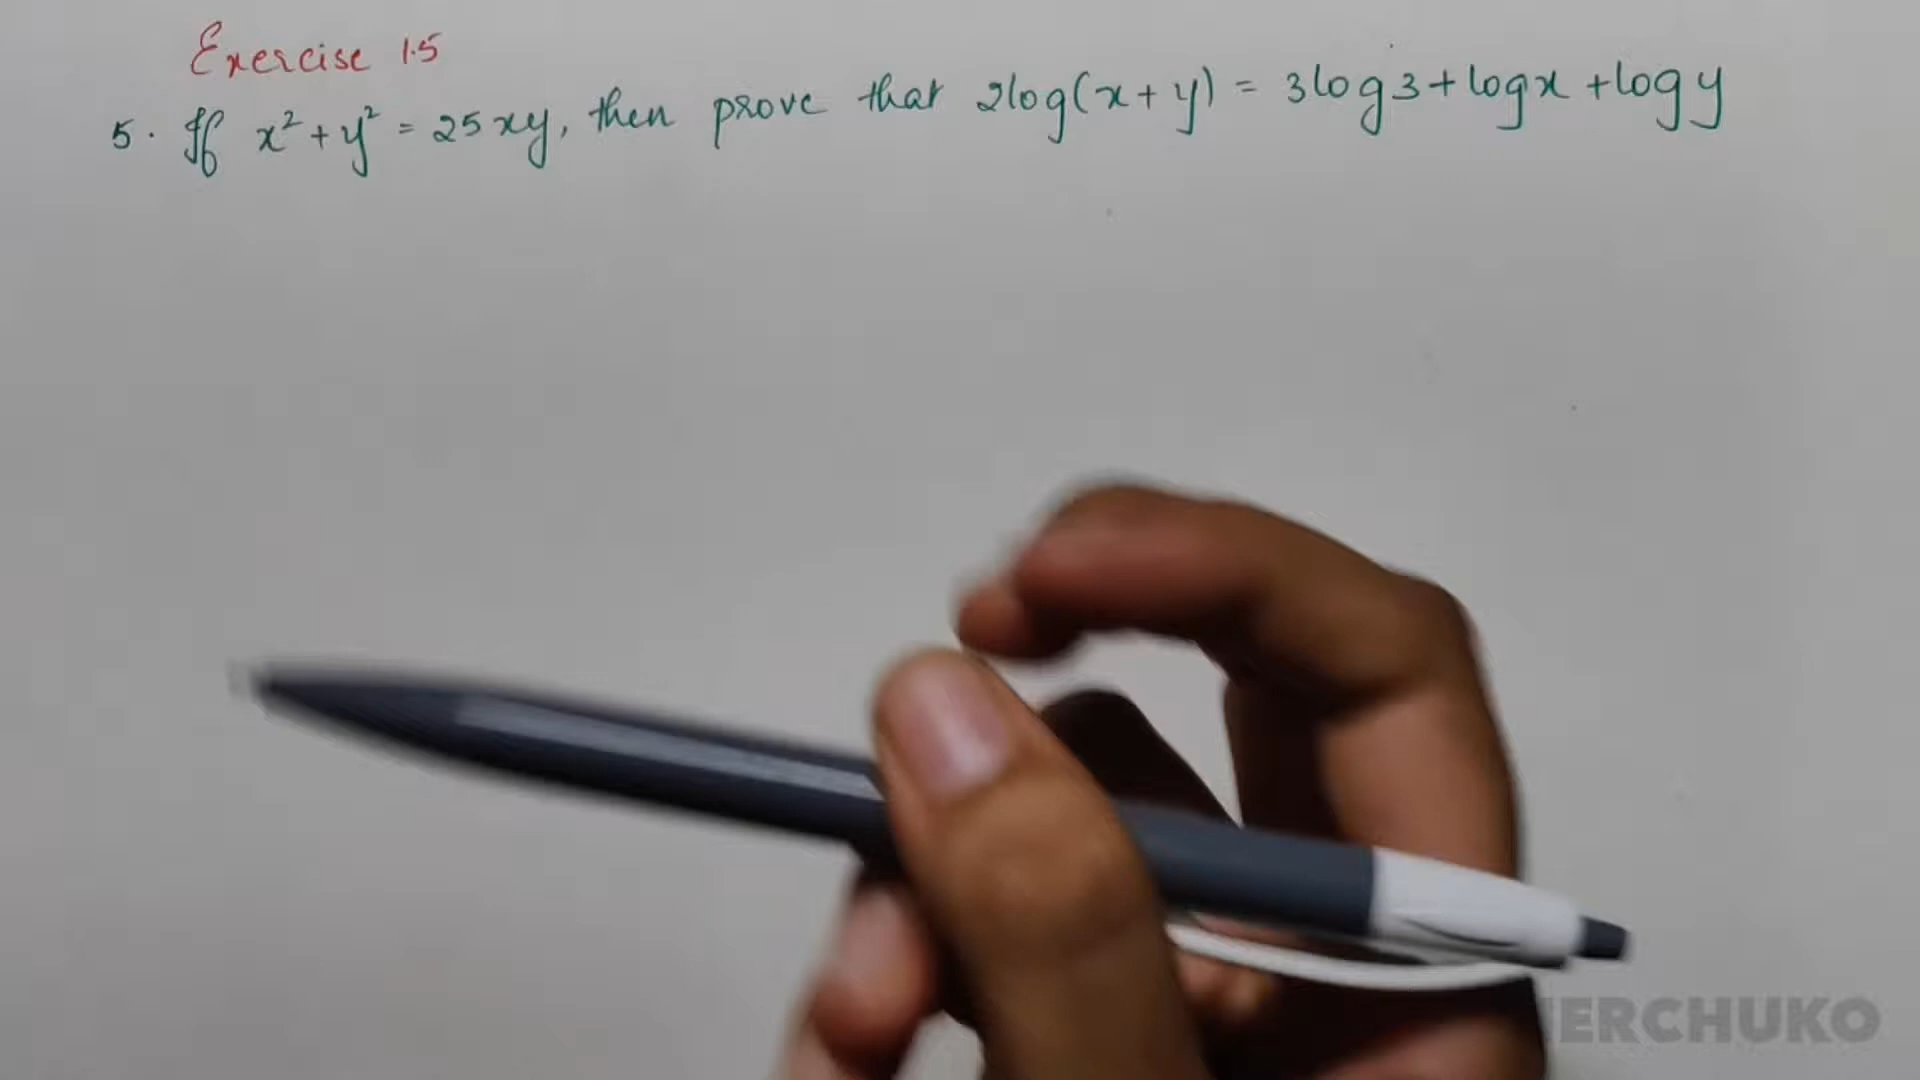 Exercise 1.5
5. If x² + y² = 25xy, then prove that 2log(x + y) = 3log3 + logx + logy
ERCHUKO